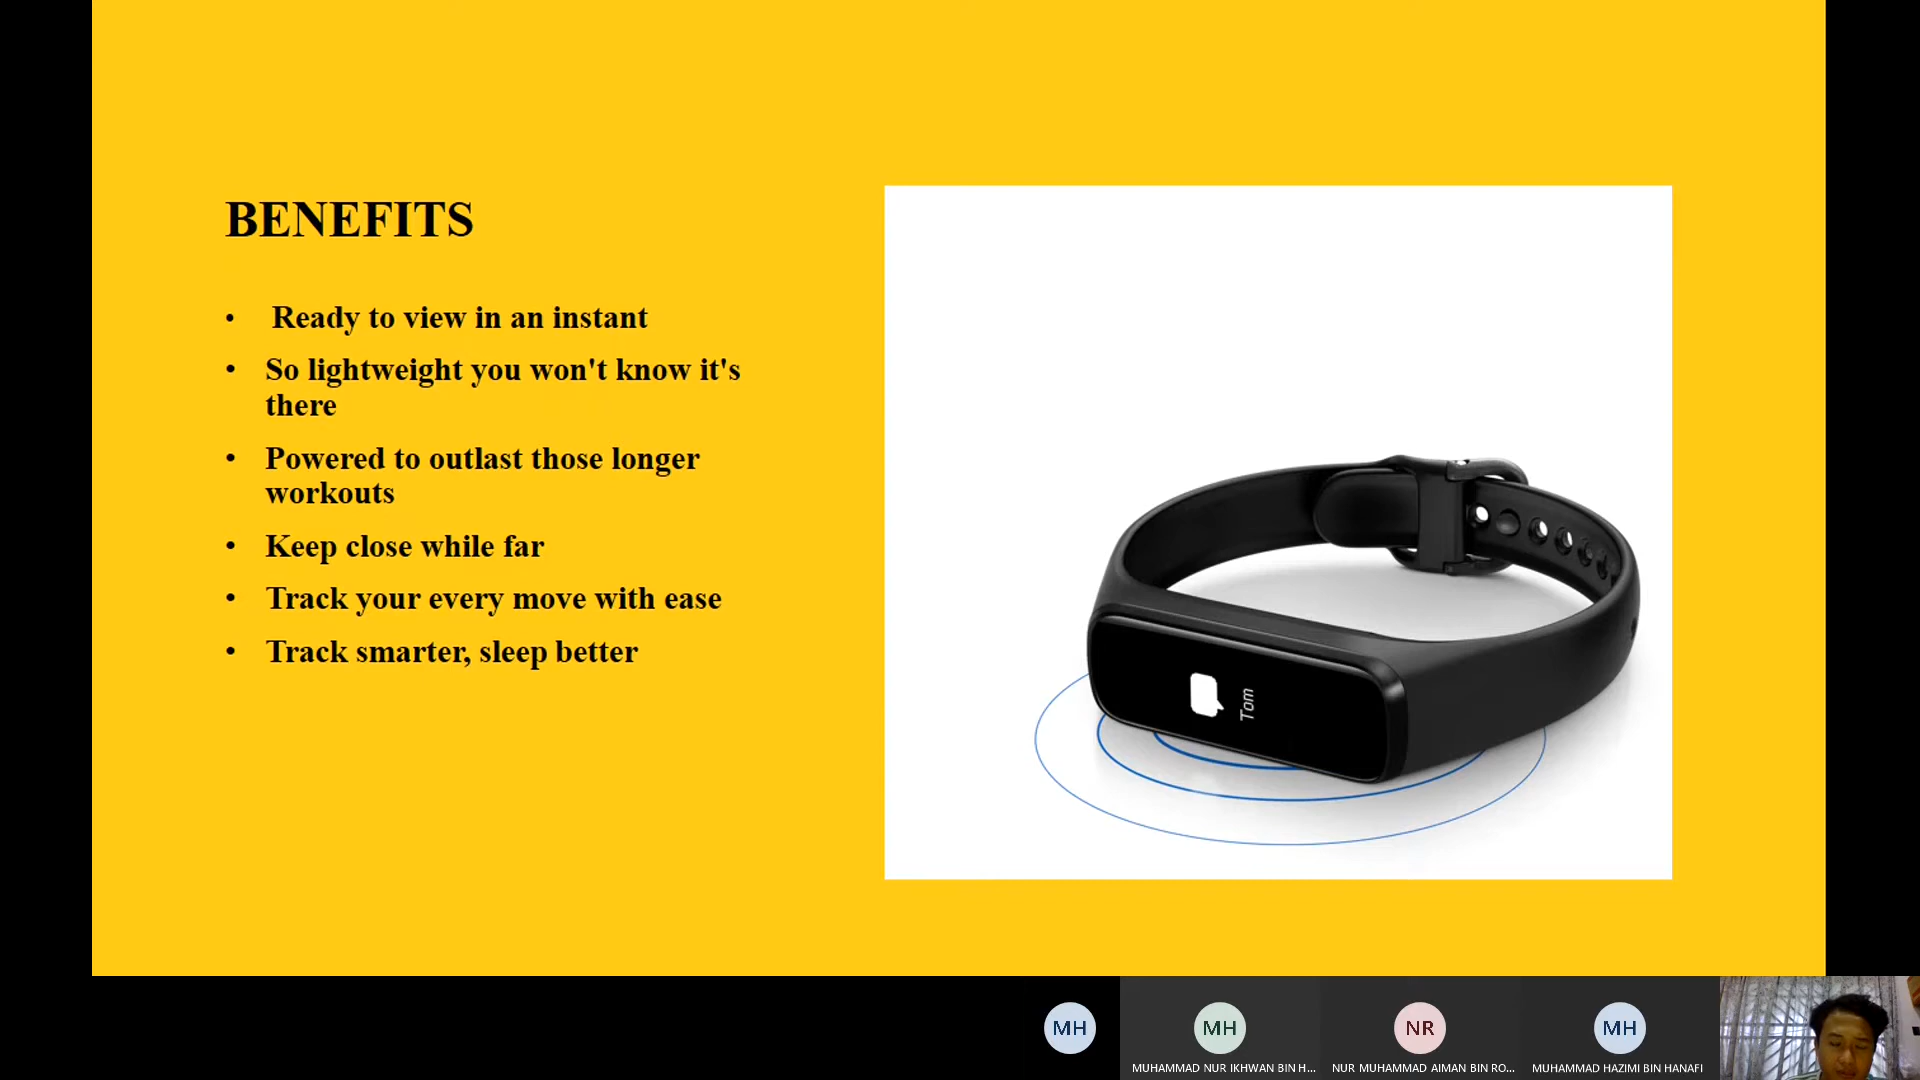 BENEFITS
• Ready to view in an instant
• So lightweight you won't know it's
there
• Powered to outlast those longer
workouts
• Keep close while far
• Track your every move with ease
• Track smarter, sleep better
Tom
MH
MH
NR
MH
MUHAMMAD NUR IKHWAN BIN H...
NUR MUHAMMAD AIMAN BIN RO...
MUHAMMAD HAZIMI BIN HANAFI